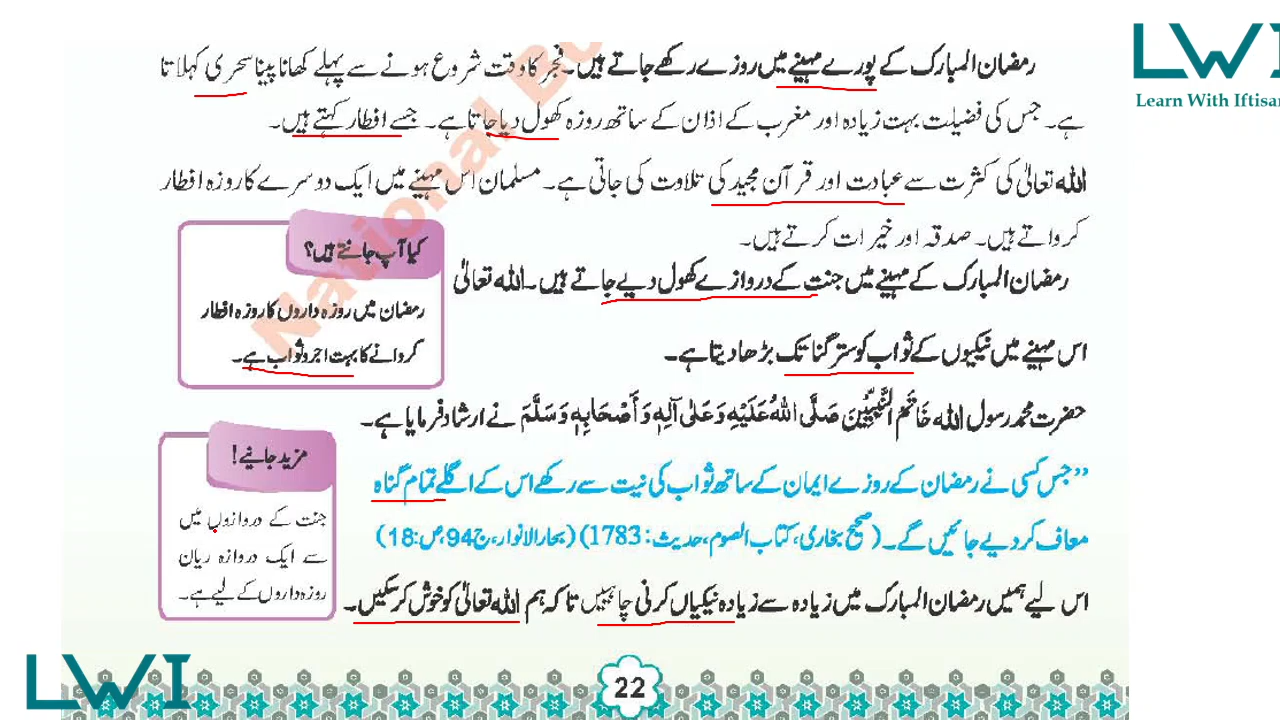 رمضان المبارک کے پورے مہینے میں روزے رکھے جاتے ہیں۔ فجر کا وقت شروع ہونے سے پہلے کھانا پینا سحری کہلاتا
ہے۔ جس کی فضیلت بہت زیادہ اور مغرب کے اذان کے ساتھ روزہ کھول دیا جاتا ہے۔ جسے افطار کہتے ہیں۔
اللہ تعالیٰ کی کثرت سے عبادت اور قرآن مجید کی تلاوت کی جاتی ہے۔ مسلمان اس مہینے میں ایک دوسرے کا روزہ افطار
کرواتے ہیں۔ صدقہ اور خیرات کرتے ہیں۔
رمضان المبارک کے مہینے میں جنت کے دروازے کھول دیے جاتے ہیں۔ اللہ تعالیٰ
اس مہینے میں نیکیوں کے ثواب کو ستر گنا تک بڑھا دیتا ہے۔
کیا آپ جانتے ہیں؟
رمضان میں روزہ داروں کا روزہ افطار
کروانے کا بہت اجر و ثواب ہے۔
حضرت محمد رسول اللہ خَاتَمُ النَّبِیِّیْنَ صَلَّی اللہُ عَلَیْہِ وَعَلٰی آلِہٖ وَاَصْحَابِہٖ وَسَلَّمَ نے ارشاد فرمایا ہے۔
”جس کسی نے رمضان کے روزے ایمان کے ساتھ ثواب کی نیت سے رکھے اس کے اگلے تمام گناہ
معاف کر دیے جائیں گے۔ (صحیح بخاری، کتاب الصوم، حدیث: 1783) (بحار الانوار، ج94، ص:18)
اس لیے ہمیں رمضان المبارک میں زیادہ سے زیادہ نیکیاں کرنی چاہئیں تاکہ ہم اللہ تعالیٰ کو خوش کر سکیں۔
مزید جانیے!
جنت کے دروازوں میں
سے ایک دروازہ ریان
روزہ داروں کے لیے ہے۔
22
LWI
Learn With Iftisa
LWI
National B